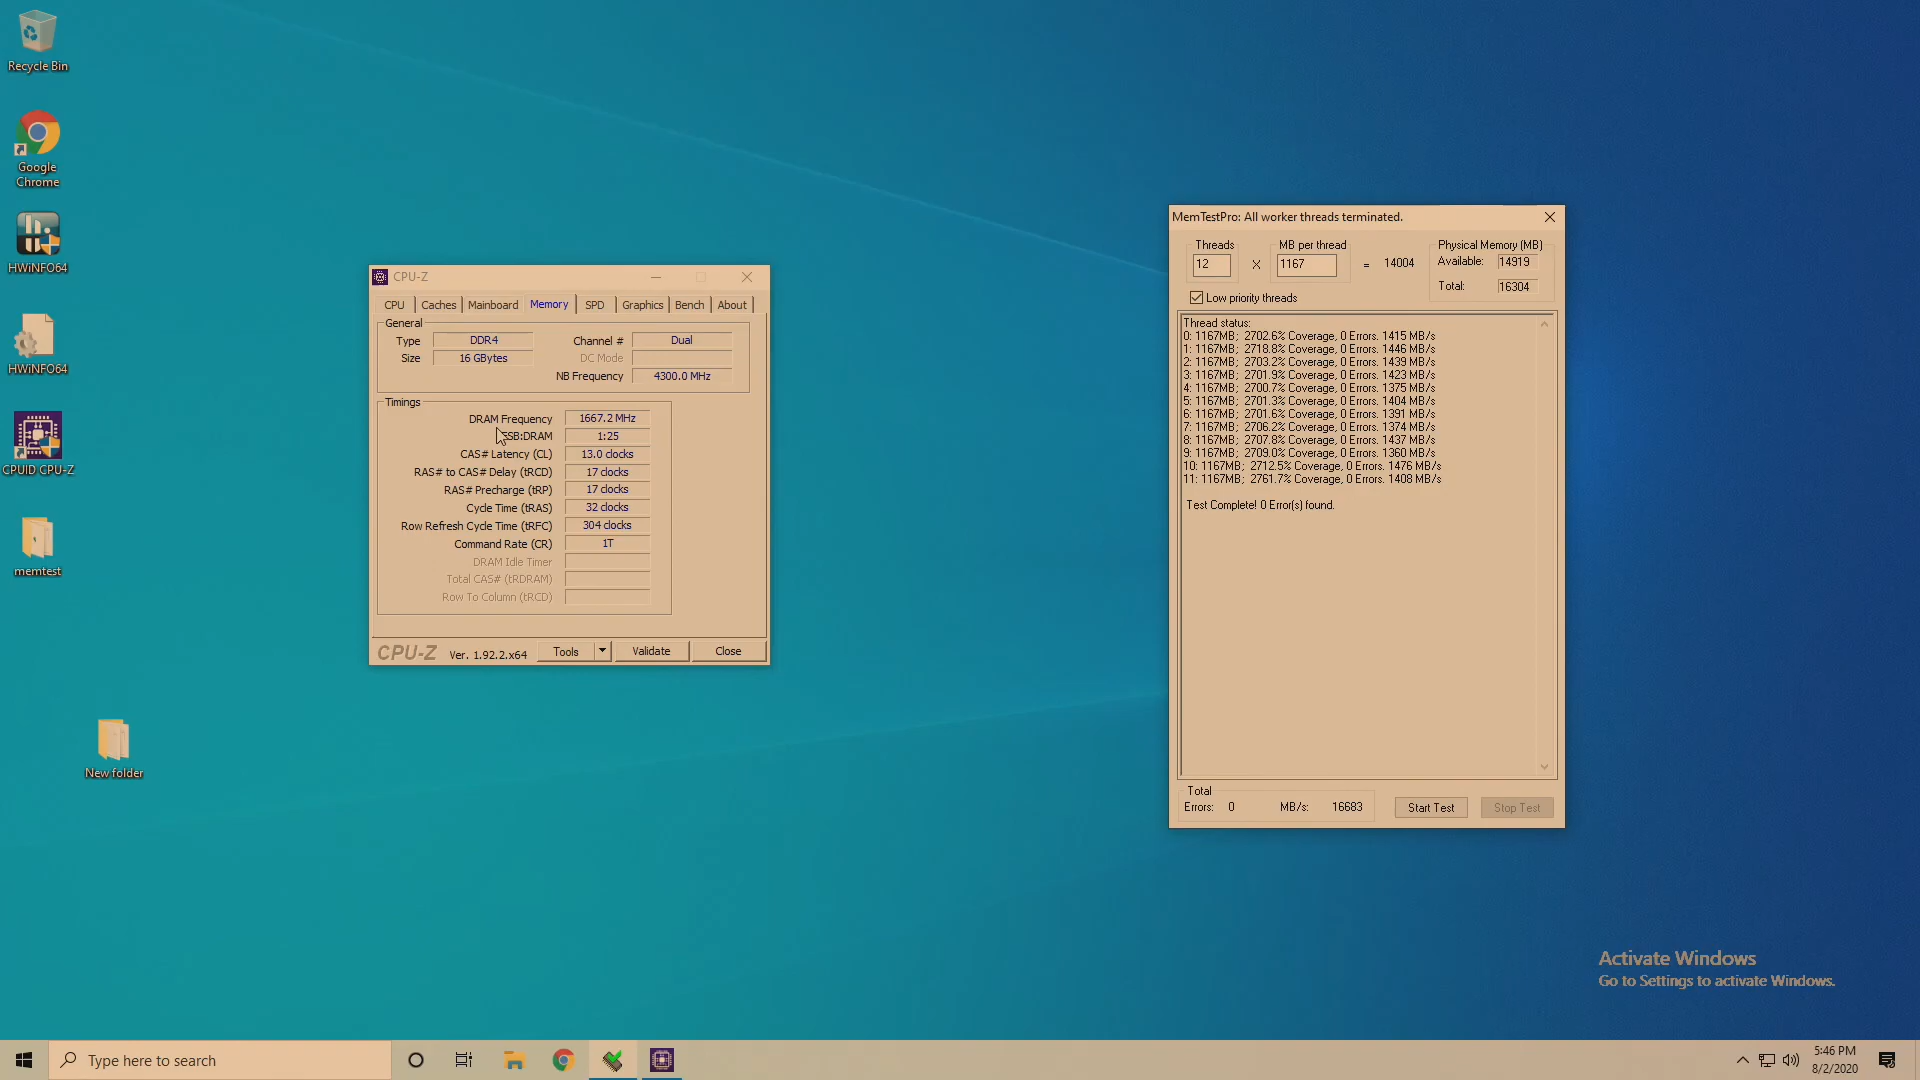 Recycle Bin
Google
Chrome
HWiNFO64
HWiNFO64
CPUID CPU-Z
memtest
New folder
CPU-Z
CPU Caches Mainboard Memory SPD Graphics Bench About
General
Type DDR4 Channel # Dual
Size 16 GBytes DC Mode
NB Frequency 4300.0 MHz
Timings
DRAM Frequency 1667.2 MHz
FSB:DRAM 1:25
CAS# Latency (CL) 13.0 clocks
RAS# to CAS# Delay (tRCD) 17 clocks
RAS# Precharge (tRP) 17 clocks
Cycle Time (tRAS) 32 clocks
Row Refresh Cycle Time (tRFC) 304 clocks
Command Rate (CR) 1T
DRAM Idle Timer
Total CAS# (tRDRAM)
Row To Column (tRCD)
CPU-Z Ver. 1.92.2.x64 Tools Validate Close
MemTestPro: All worker threads terminated.
Threads MB per thread Physical Memory (MB)
12 X 1167 = 14004 Available: 14919
Total: 16304
Low priority threads
Thread status:
0: 1167MB; 2702.6% Coverage, 0 Errors. 1415 MB/s
1: 1167MB; 2718.8% Coverage, 0 Errors. 1446 MB/s
2: 1167MB; 2703.2% Coverage, 0 Errors. 1439 MB/s
3: 1167MB; 2701.9% Coverage, 0 Errors. 1423 MB/s
4: 1167MB; 2700.7% Coverage, 0 Errors. 1375 MB/s
5: 1167MB; 2701.3% Coverage, 0 Errors. 1404 MB/s
6: 1167MB; 2701.6% Coverage, 0 Errors. 1391 MB/s
7: 1167MB; 2706.2% Coverage, 0 Errors. 1374 MB/s
8: 1167MB; 2707.8% Coverage, 0 Errors. 1437 MB/s
9: 1167MB; 2709.0% Coverage, 0 Errors. 1360 MB/s
10: 1167MB; 2712.5% Coverage, 0 Errors. 1476 MB/s
11: 1167MB; 2761.7% Coverage, 0 Errors. 1408 MB/s
Test Complete! 0 Error(s) found.
Total
Errors: 0 MB/s: 16683 Start Test Stop Test
Activate Windows
Go to Settings to activate Windows.
Type here to search
5:46 PM
8/2/2020